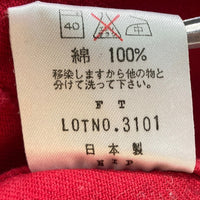 40 中
綿 100%
移染しますから他の物と
分けて洗って下さい。
F T
LOTNO.3101
日本製